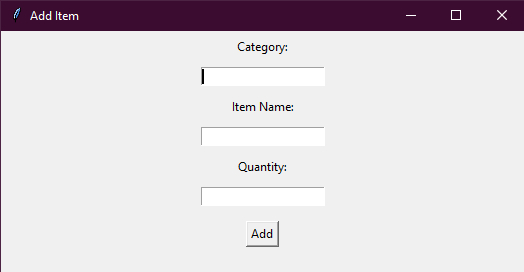 Add Item
Category:
Item Name:
Quantity:
Add